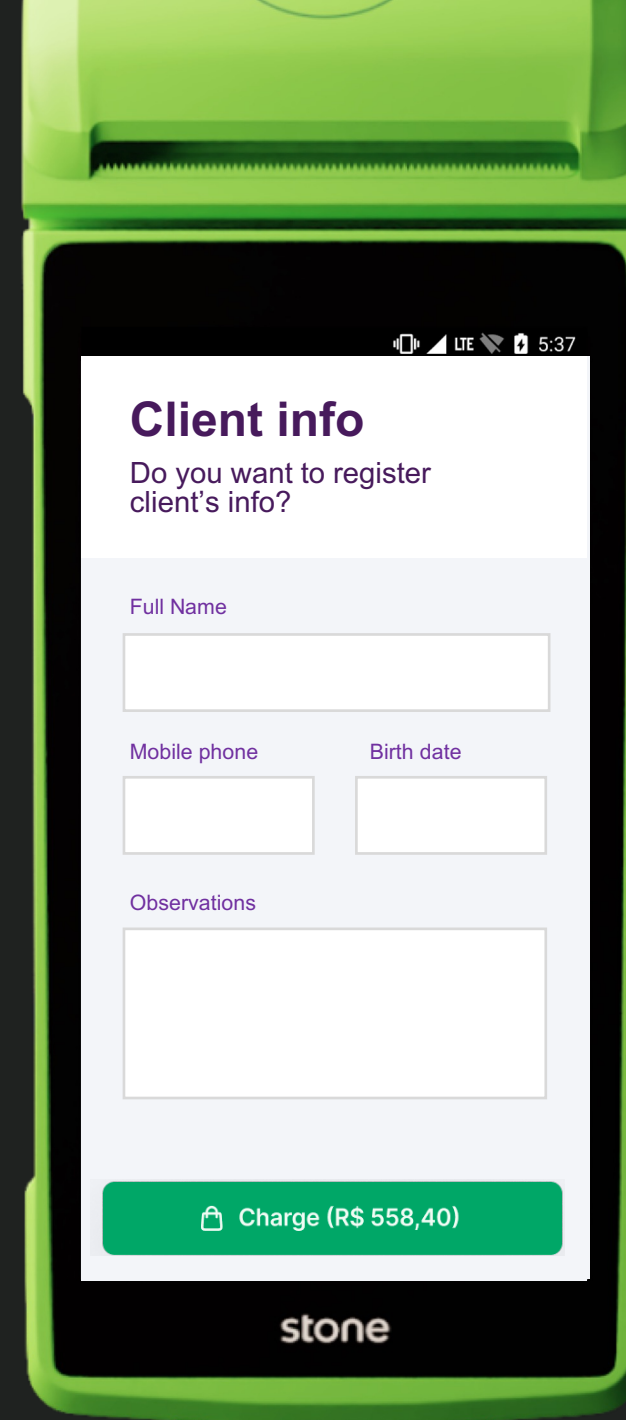 LTE 5:37
Client info
Do you want to register
client’s info?
Full Name
Mobile phone Birth date
Observations
Charge (R$ 558,40)
stone